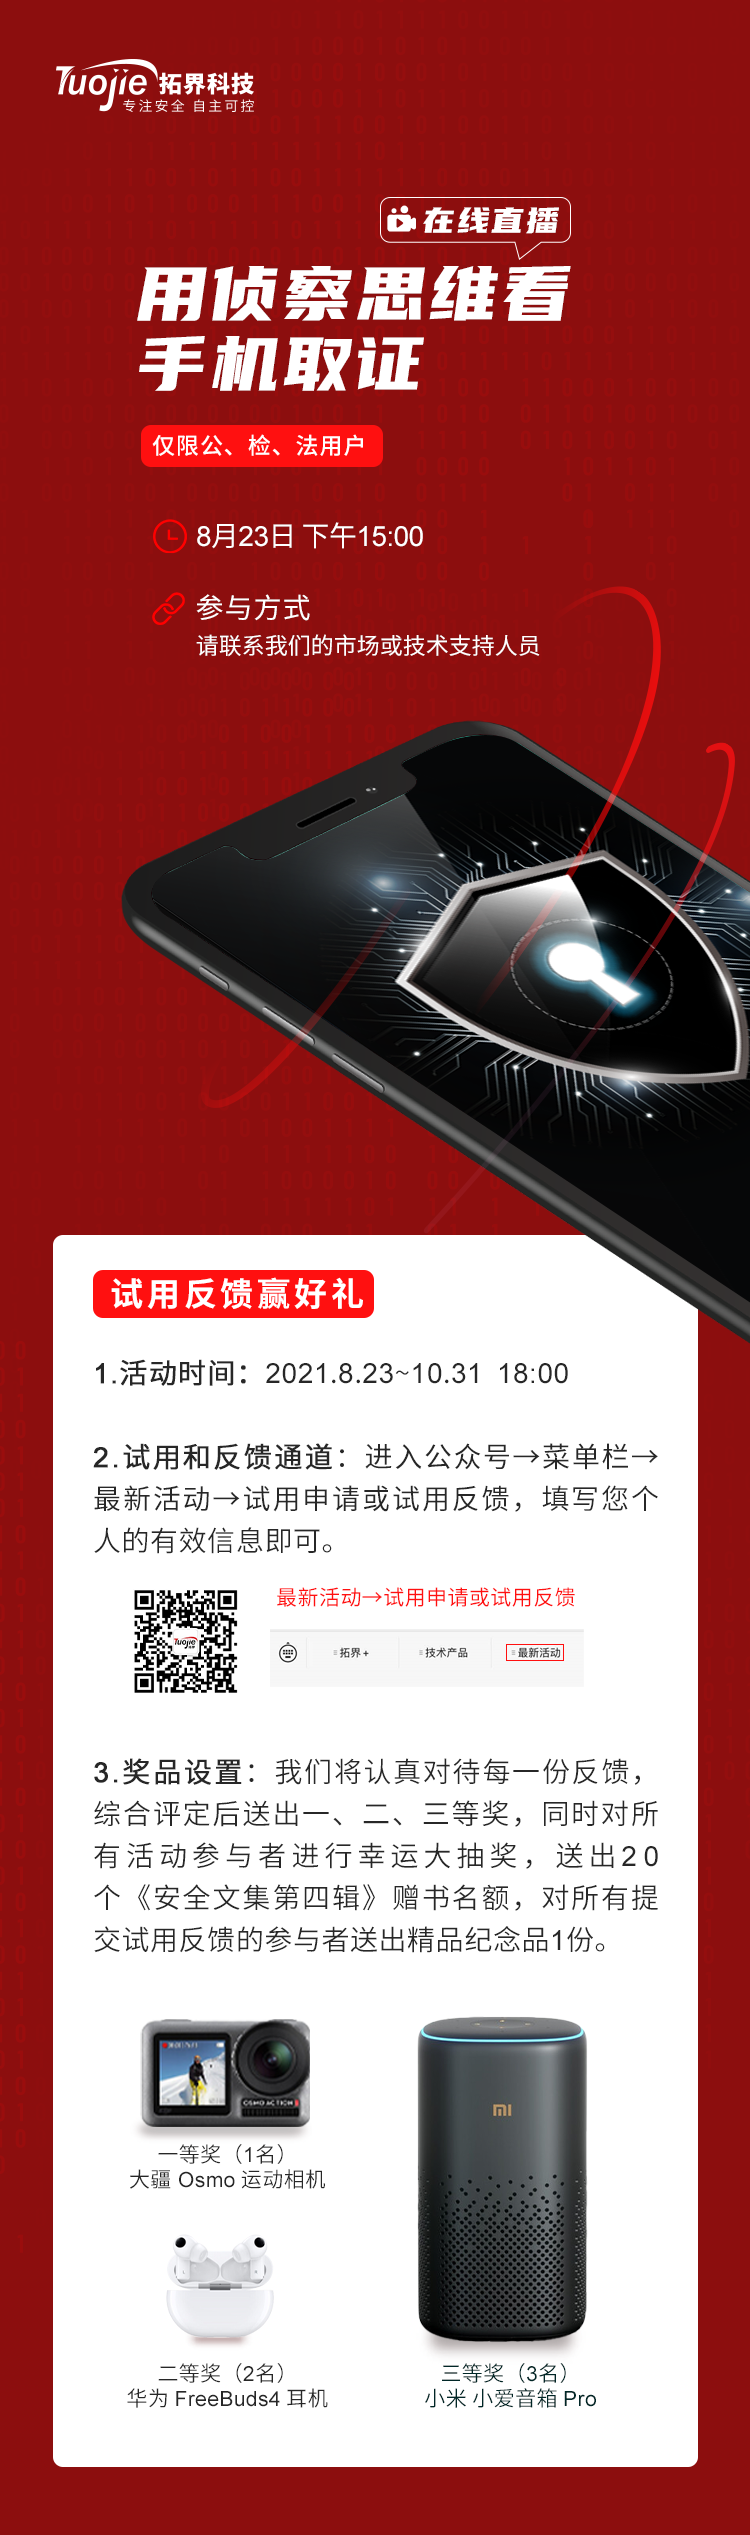 Tuojie 拓界科技
专注安全 自主可控
在线直播
用侦察思维看
手机取证
仅限公、检、法用户
8月23日 下午15:00
参与方式
请联系我们的市场或技术支持人员
试用反馈赢好礼
1.活动时间：2021.8.23~10.31 18:00
2.试用和反馈通道：进入公众号→菜单栏→
最新活动→试用申请或试用反馈，填写您个
人的有效信息即可。
最新活动→试用申请或试用反馈
Tuojie
拓界+
技术产品
最新活动
3.奖品设置：我们将认真对待每一份反馈，
综合评定后送出一、二、三等奖，同时对所
有活动参与者进行幸运大抽奖，送出20
个《安全文集第四辑》赠书名额，对所有提
交试用反馈的参与者送出精品纪念品1份。
OSMO ACTION
一等奖（1名）
大疆 Osmo 运动相机
二等奖（2名）
华为 FreeBuds4 耳机
三等奖（3名）
小米 小爱音箱 Pro